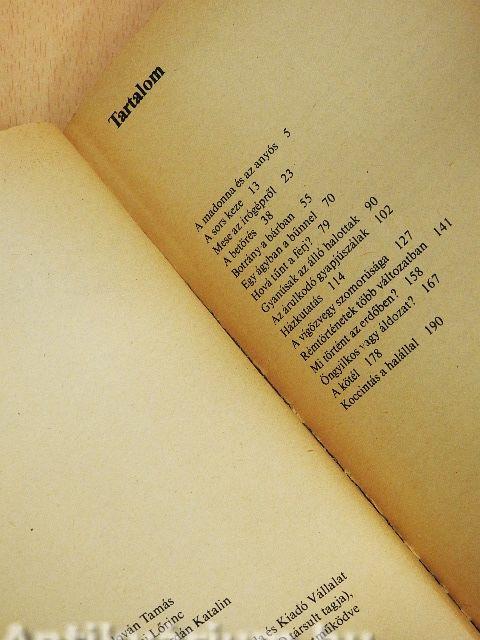 Tartalom
A madonna és az anyós 5
A sors keze 13
Mese az írógépről 23
A betörés 38
Botrány a bárban 55
Egy ágyban a bűnnel 70
Hová tűnt a férj? 79
Gyanúsak az álló halottak 90
Az árulkodó gyapjúszálak 102
Házkutatás 114
A vígözvegy szomorúsága 127
Rémtörténetek több változatban 141
Mi történt az erdőben? 158
Öngyilkos vagy áldozat? 167
A kötél 178
Koccintás a halállal 190
Tamás
Lőrinc
Katalin
és Kiadó Vállalat
társult tagja),